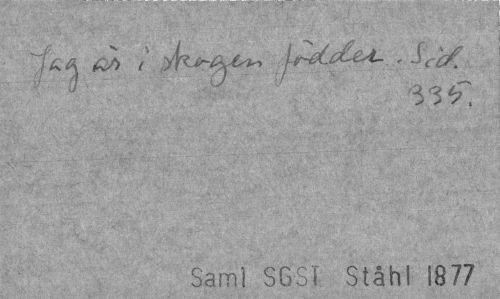 Jag är i skogen födder. Sid.
335.
Saml SGST Ståhl 1877